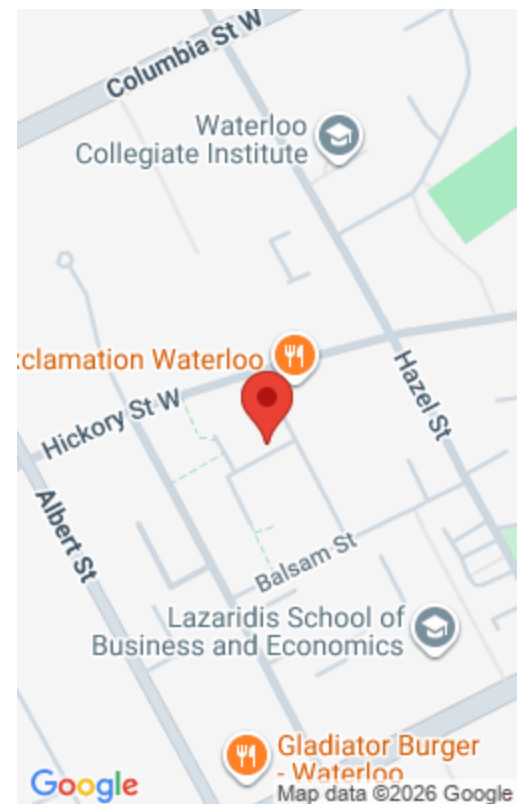 Columbia St W
Waterloo
Collegiate Institute
xclamation Waterloo
Hickory St W
Hazel St
Albert St
Balsam St
Lazaridis School of
Business and Economics
Gladiator Burger
- Waterloo
Google
Map data ©2026 Google